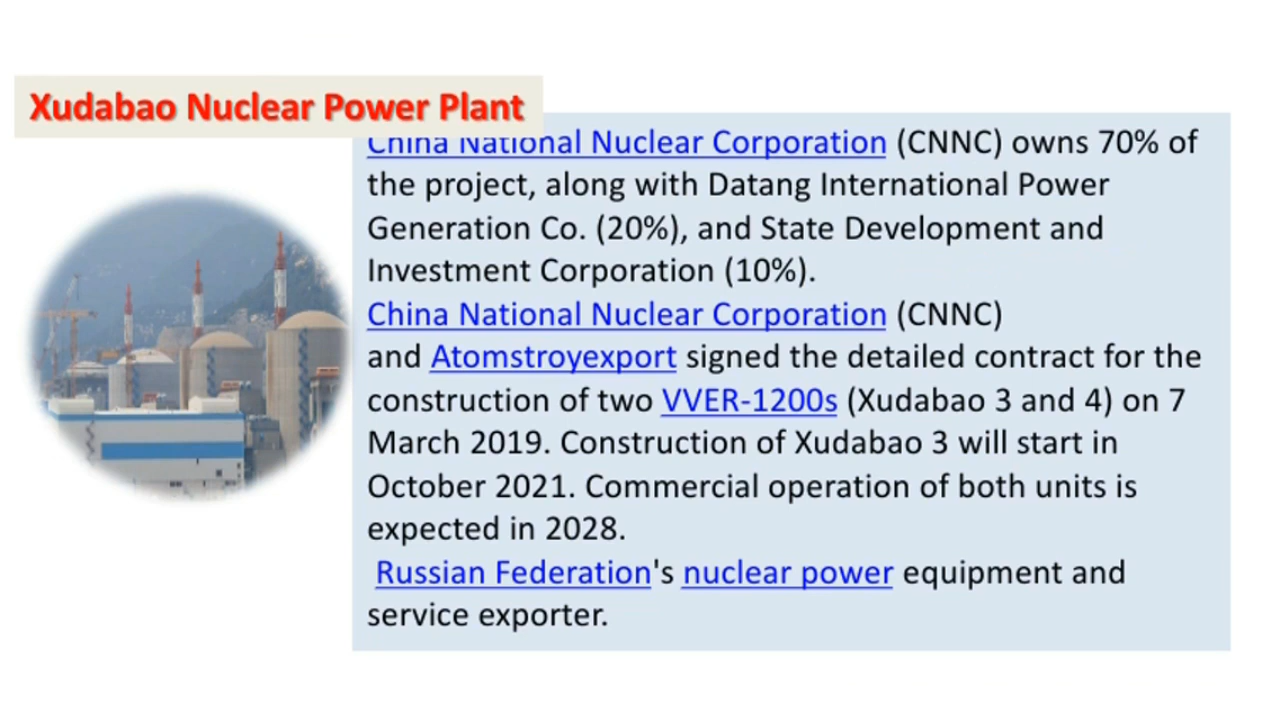 Xudabao Nuclear Power Plant
China National Nuclear Corporation (CNNC) owns 70% of
the project, along with Datang International Power
Generation Co. (20%), and State Development and
Investment Corporation (10%).
China National Nuclear Corporation (CNNC)
and Atomstroyexport signed the detailed contract for the
construction of two VVER-1200s (Xudabao 3 and 4) on 7
March 2019. Construction of Xudabao 3 will start in
October 2021. Commercial operation of both units is
expected in 2028.
Russian Federation's nuclear power equipment and
service exporter.